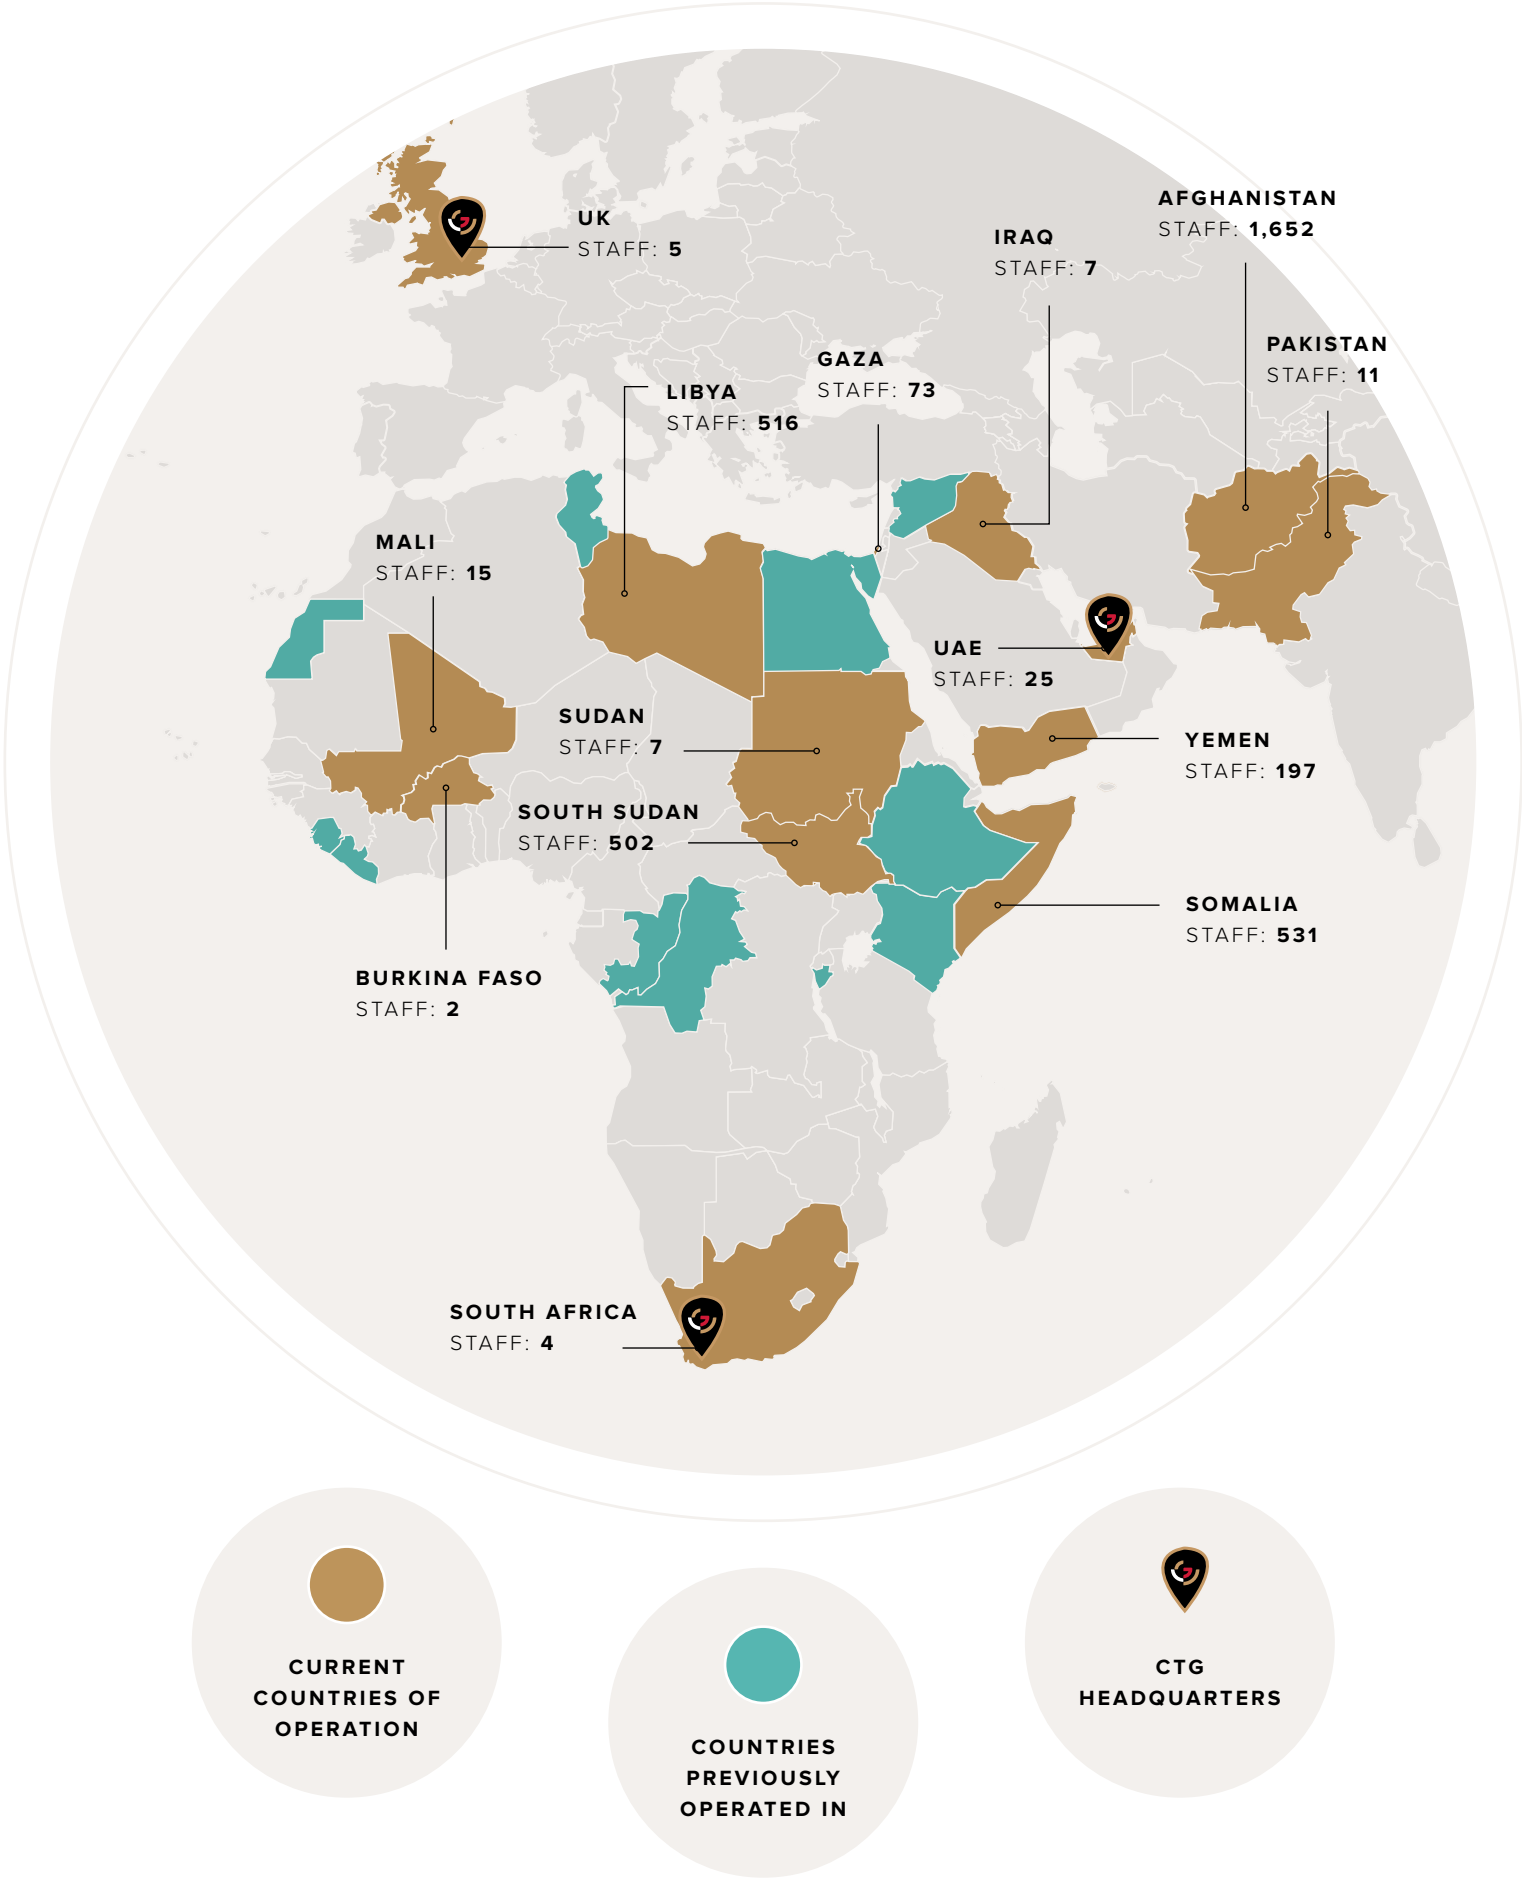 AFGHANISTAN
STAFF: 1,652
UK
STAFF: 5
IRAQ
STAFF: 7
PAKISTAN
STAFF: 11
GAZA
STAFF: 73
LIBYA
STAFF: 516
MALI
STAFF: 15
UAE
STAFF: 25
SUDAN
STAFF: 7
YEMEN
STAFF: 197
SOUTH SUDAN
STAFF: 502
SOMALIA
STAFF: 531
BURKINA FASO
STAFF: 2
SOUTH AFRICA
STAFF: 4
CURRENT
COUNTRIES OF
OPERATION
COUNTRIES
PREVIOUSLY
OPERATED IN
CTG
HEADQUARTERS